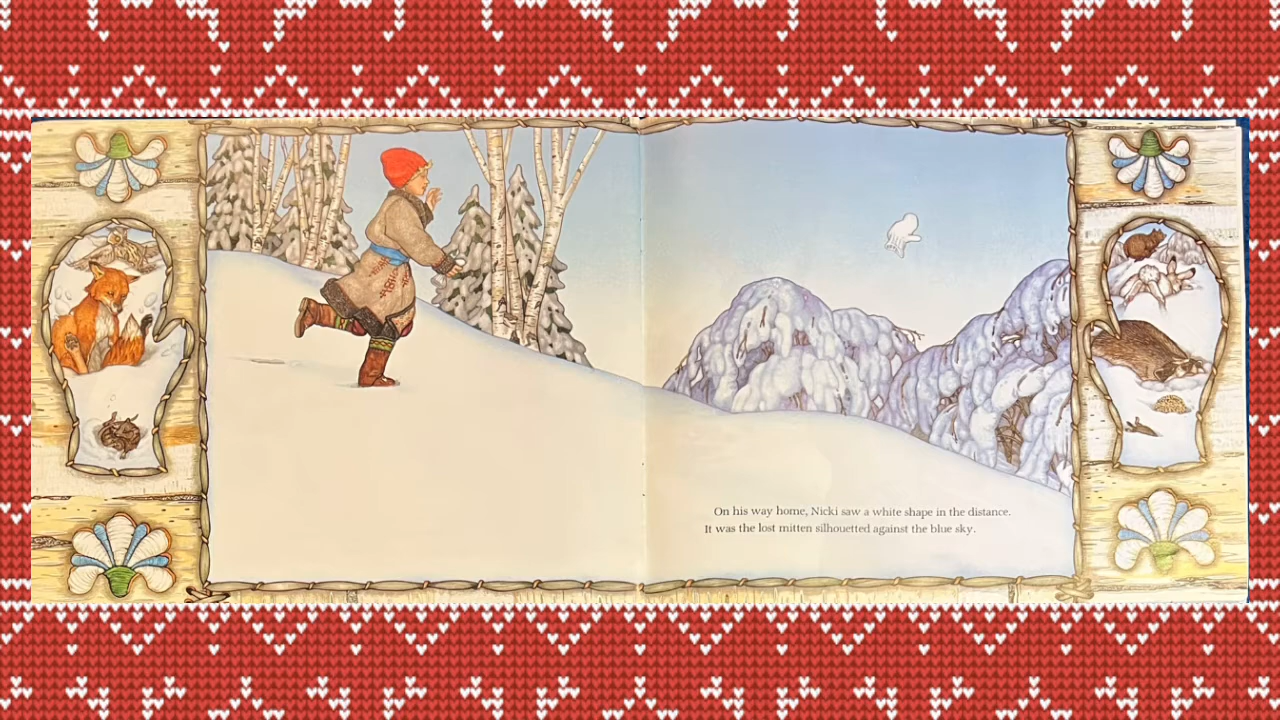 On his way home, Nicki saw a white shape in the distance.
It was the lost mitten silhouetted against the blue sky.